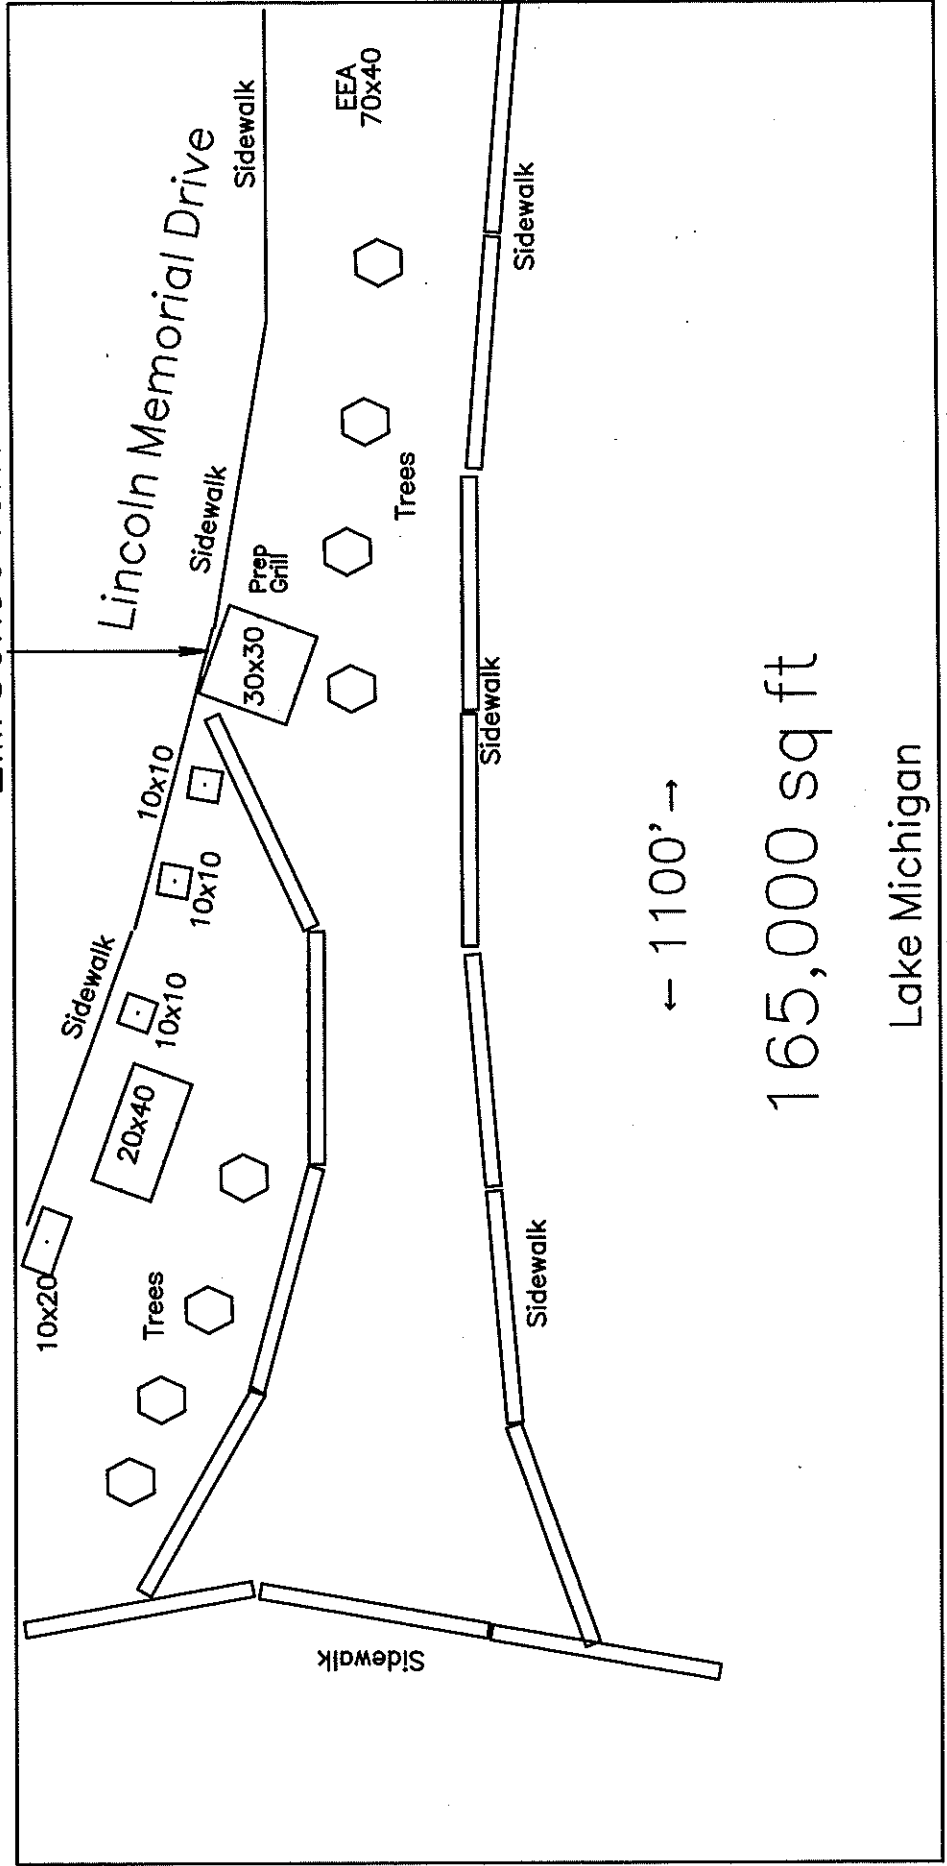 Lincoln Memorial Drive
Sidewalk
Sidewalk
Sidewalk
EEA
70x40
Prep
Grill
30x30
10x10
10x10
10x10
20x40
10x20
Trees
Trees
Sidewalk
Sidewalk
Sidewalk
Sidewalk
← 1100' →
165,000 sq ft
Lake Michigan